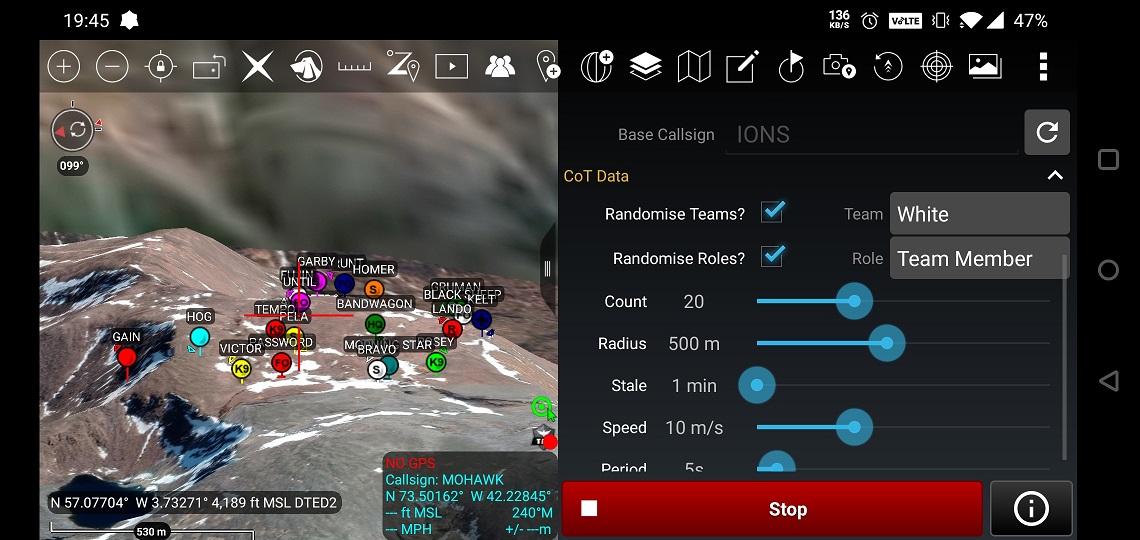 19:45
136
KB/S
VoLTE
47%
099°
Base Callsign IONS
CoT Data
Randomise Teams? Team White
Randomise Roles? Role Team Member
Count 20
Radius 500 m
Stale 1 min
Speed 10 m/s
Period 5s
Stop
GARBY
HOMER
UNTIL
BANDWAGON
BLACK
LANDO
KELT
HOG
PELA
GAIN
VICTOR
BRAVO
STAR
K9
FO
S
HQ
R
K9
NO GPS
Callsign: MOHAWK
N 73.50162° W 42.22845°
--- ft MSL 240°M
--- MPH +/- ---m
N 57.07704° W 3.73271° 4,189 ft MSL DTED2
530 m